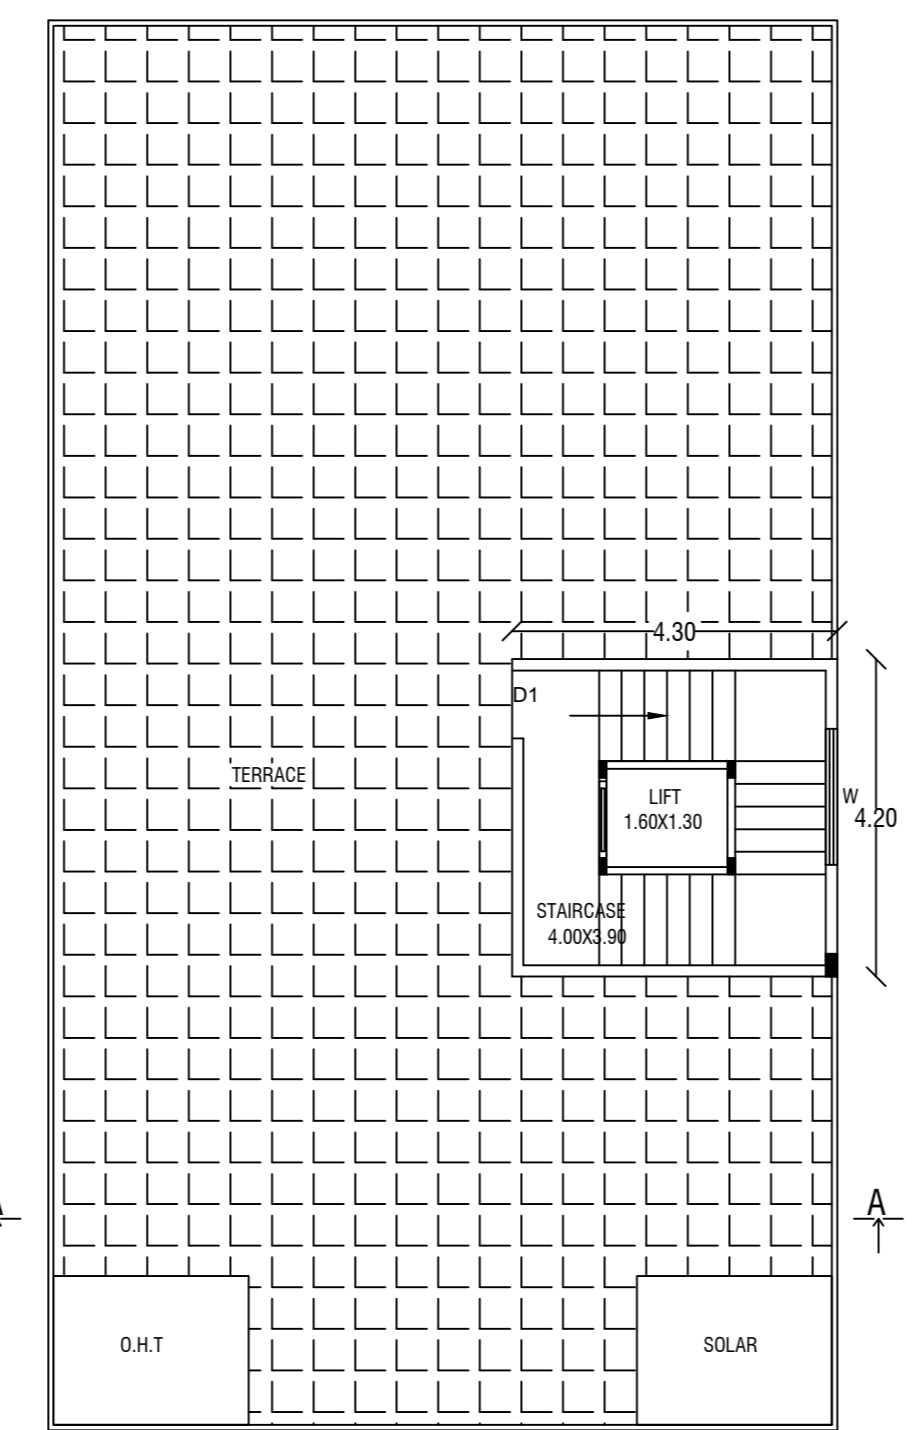 4.30
D1
TERRACE
LIFT
1.60X1.30
W
4.20
STAIRCASE
4.00X3.90
A
A
O.H.T
SOLAR